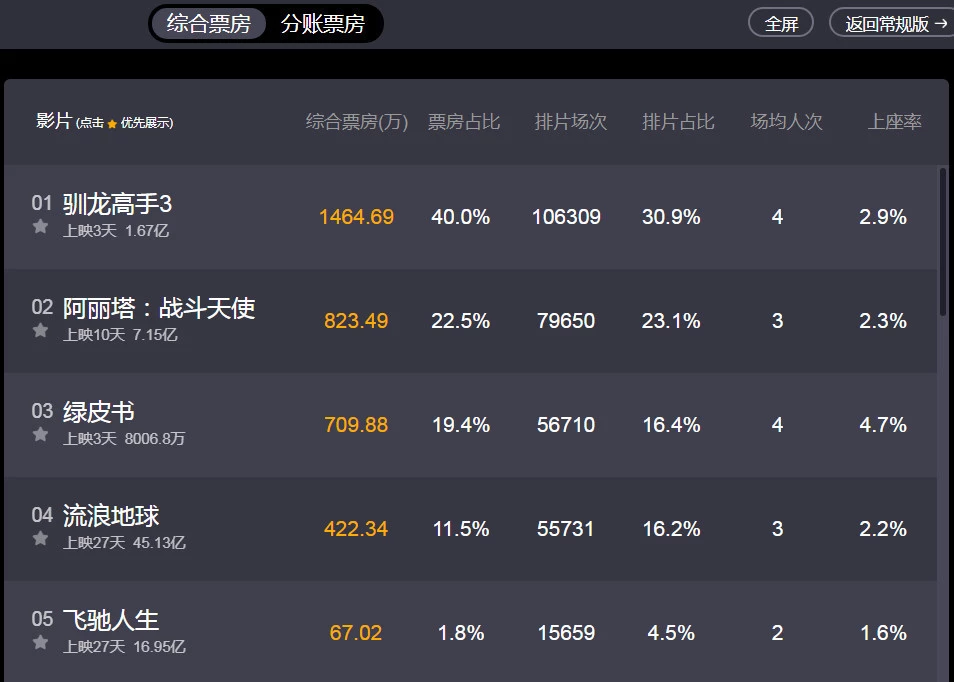 综合票房 分账票房 全屏 返回常规版 →
影片 (点击★优先展示) 综合票房(万) 票房占比 排片场次 排片占比 场均人次 上座率
01 驯龙高手3
1464.69 40.0% 106309 30.9% 4 2.9%
上映3天 1.67亿
02 阿丽塔：战斗天使
823.49 22.5% 79650 23.1% 3 2.3%
上映10天 7.15亿
03 绿皮书
709.88 19.4% 56710 16.4% 4 4.7%
上映3天 8006.8万
04 流浪地球
422.34 11.5% 55731 16.2% 3 2.2%
上映27天 45.13亿
05 飞驰人生
67.02 1.8% 15659 4.5% 2 1.6%
上映27天 16.95亿